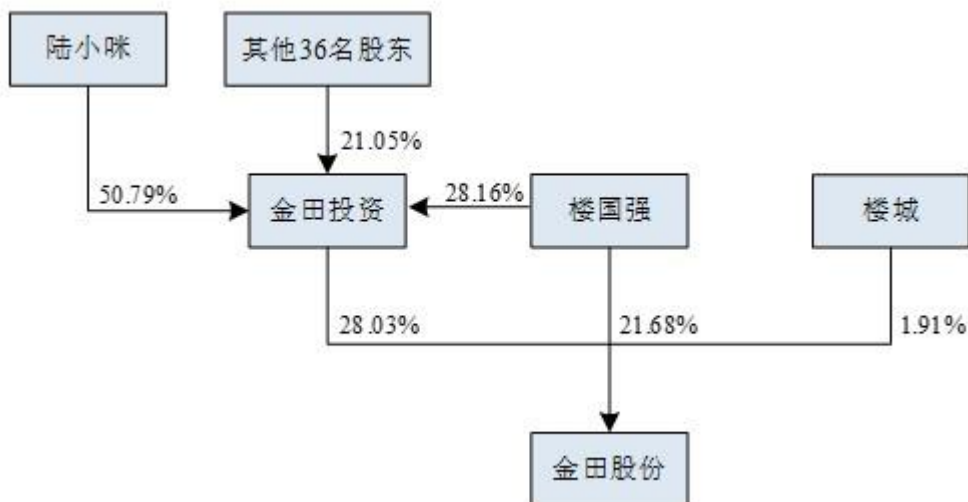 陆小咪
其他36名股东
21.05%
50.79%
金田投资
28.16%
楼国强
楼城
28.03%
21.68%
1.91%
金田股份